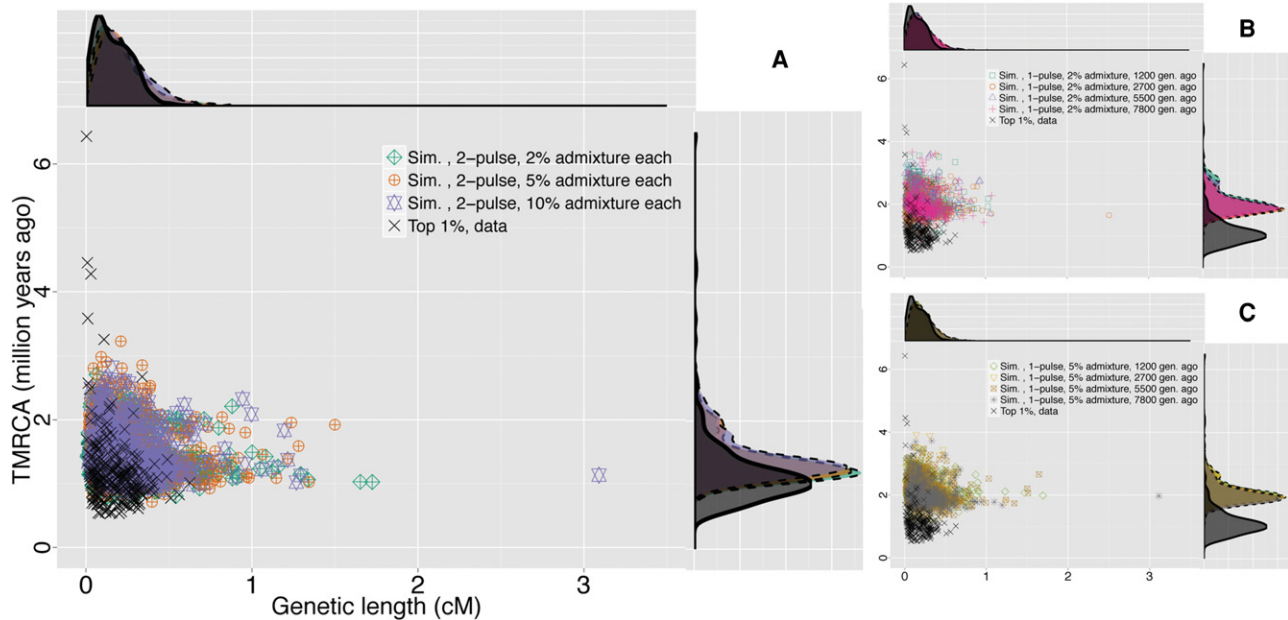 A
Sim. , 2-pulse, 2% admixture each
Sim. , 2-pulse, 5% admixture each
Sim. , 2-pulse, 10% admixture each
Top 1%, data
TMRCA (million years ago)
6
4
2
0
0
1
2
3
Genetic length (cM)
B
Sim. , 1-pulse, 2% admixture, 1200 gen. ago
Sim. , 1-pulse, 2% admixture, 2700 gen. ago
Sim. , 1-pulse, 2% admixture, 5500 gen. ago
Sim. , 1-pulse, 2% admixture, 7800 gen. ago
Top 1%, data
6
4
2
0
0
1
2
3
C
Sim. , 1-pulse, 5% admixture, 1200 gen. ago
Sim. , 1-pulse, 5% admixture, 2700 gen. ago
Sim. , 1-pulse, 5% admixture, 5500 gen. ago
Sim. , 1-pulse, 5% admixture, 7800 gen. ago
Top 1%, data
6
4
2
0
0
1
2
3